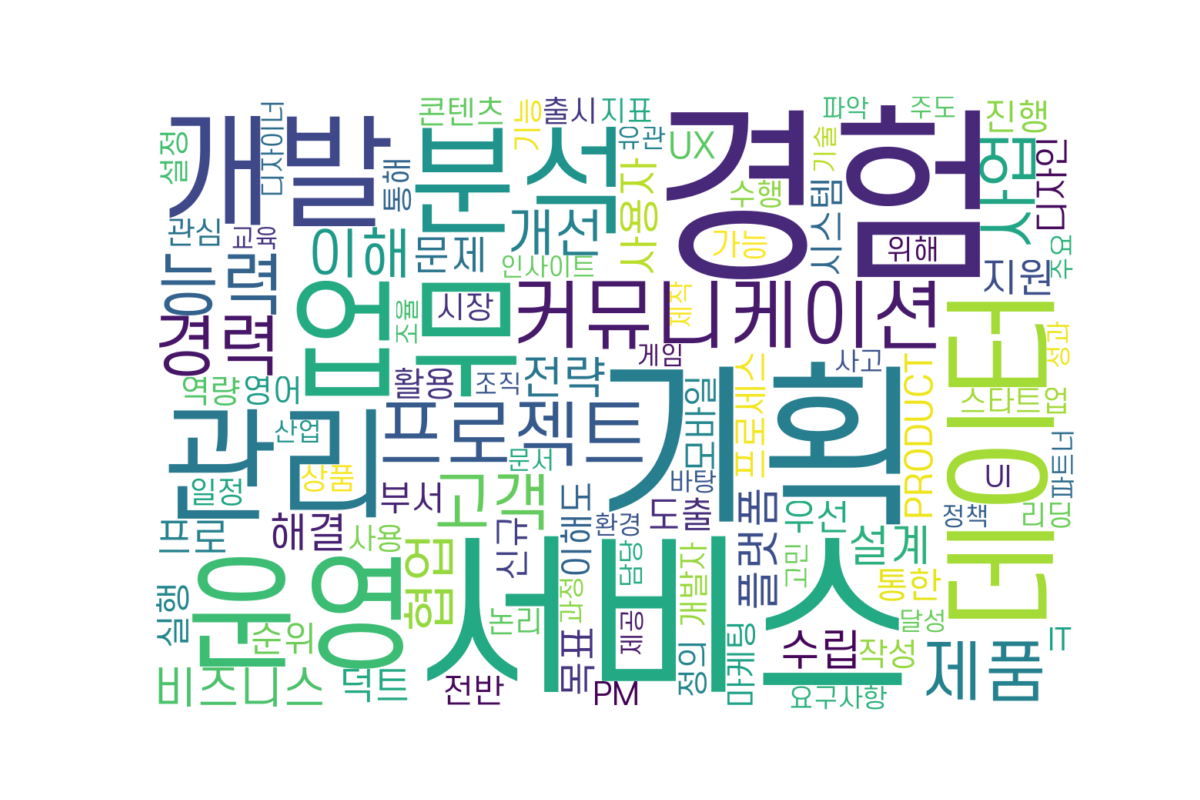 콘텐츠
출시
지표
파악
주도
진행
설정
디자이너
개발
통해
분석
기능
유관
UX
경험
기술
사업
디자인
관심
교육
이해
문제
개선
사용자
수행
가능
시스템
위해
주요
능력
인사이트
지원
경력
업무
시장
조율
커뮤니케이션
제작
데이터
성과
게임
역량
영어
활용
조직
전략
기획
프로세스
사고
PRODUCT
스타트업
관리
산업
프로젝트
모바일
상품
문서
일정
부서
고객
바탕
UI
파트너
프로
해결
사용
신규
이해도
환경
도출
플랫폼
우선
설계
정책
리딩
실행
운영
협업
서비스
담당
개발자
고민
통한
순위
논리
과정
제공
달성
IT
비즈니스
덕트
전반
목표
PM
정의
마케팅
수립
작성
요구사항
제품